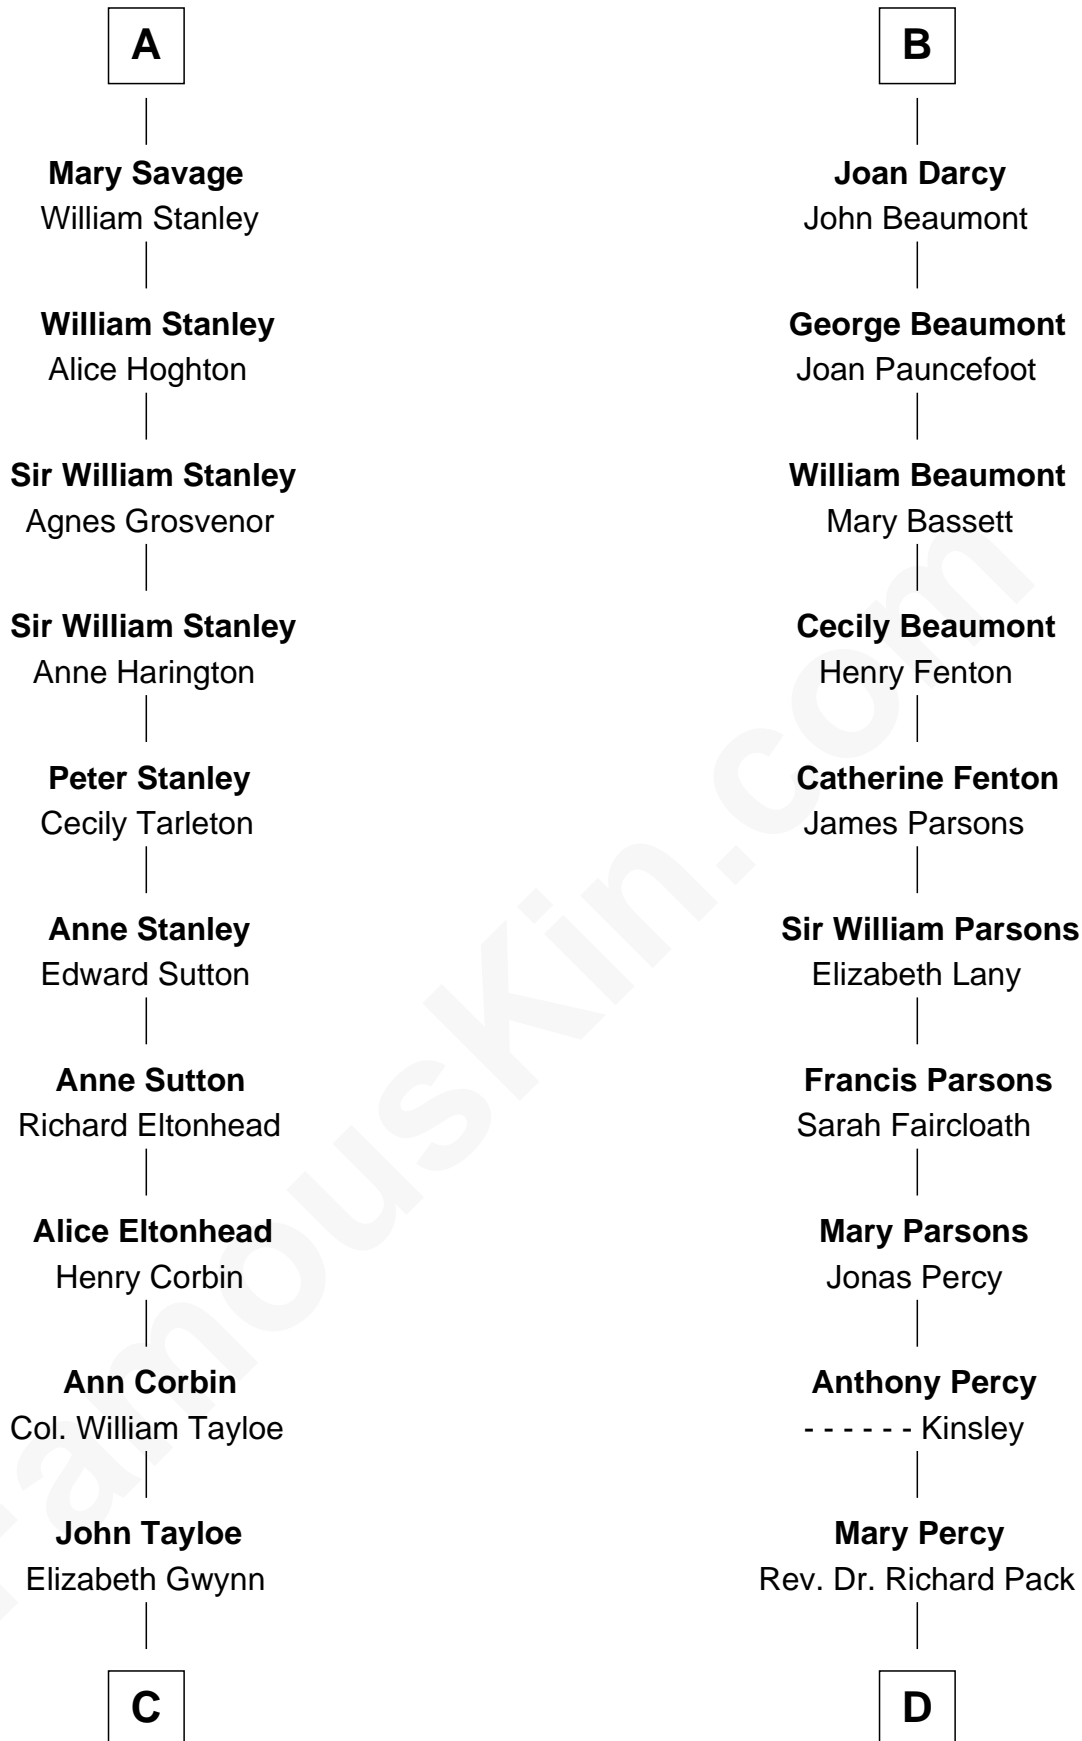 A
Mary Savage
William Stanley
William Stanley
Alice Hoghton
Sir William Stanley
Agnes Grosvenor
Sir William Stanley
Anne Harington
Peter Stanley
Cecily Tarleton
Anne Stanley
Edward Sutton
Anne Sutton
Richard Eltonhead
Alice Eltonhead
Henry Corbin
Ann Corbin
Col. William Tayloe
John Tayloe
Elizabeth Gwynn
C
B
Joan Darcy
John Beaumont
George Beaumont
Joan Pauncefoot
William Beaumont
Mary Bassett
Cecily Beaumont
Henry Fenton
Catherine Fenton
James Parsons
Sir William Parsons
Elizabeth Lany
Francis Parsons
Sarah Faircloath
Mary Parsons
Jonas Percy
Anthony Percy
- - - - - - Kinsley
Mary Percy
Rev. Dr. Richard Pack
D
FamousKin.com